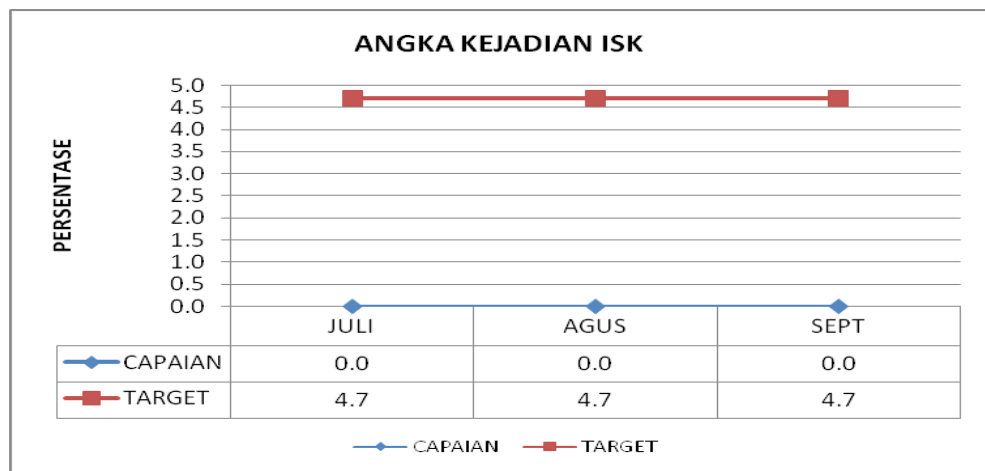 ANGKA KEJADIAN ISK
PERSENTASE
5.0
4.5
4.0
3.5
3.0
2.5
2.0
1.5
1.0
0.5
0.0
JULI AGUS SEPT
CAPAIAN 0.0 0.0 0.0
TARGET 4.7 4.7 4.7
CAPAIAN TARGET